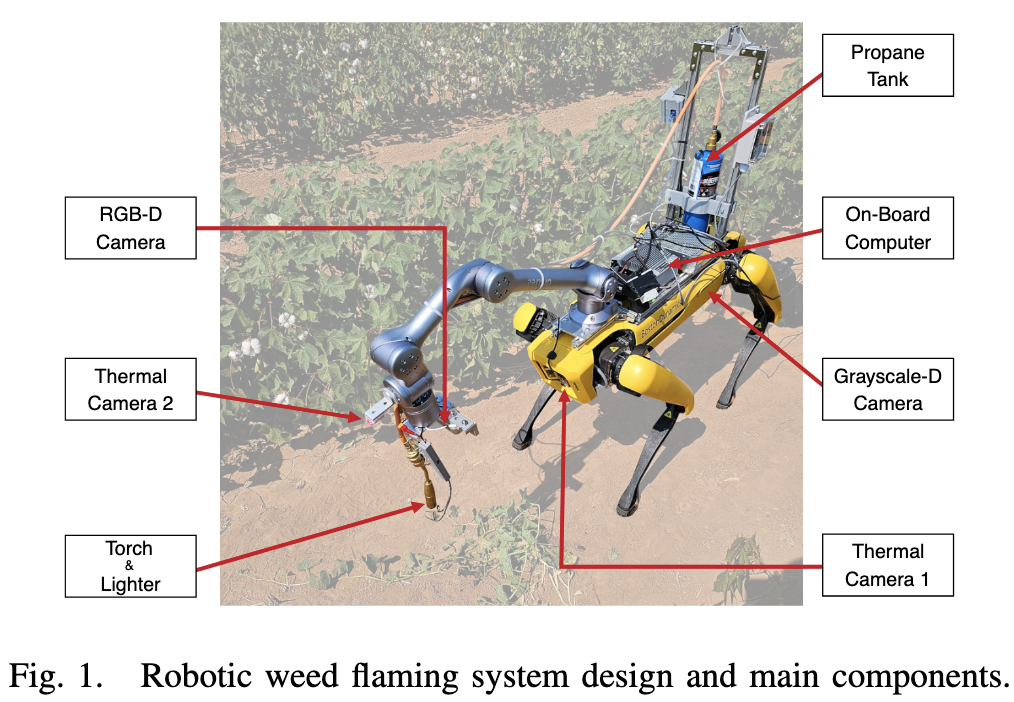 Propane
Tank
RGB-D
Camera
On-Board
Computer
Thermal
Camera 2
Grayscale-D
Camera
Torch
&
Lighter
Thermal
Camera 1
Fig. 1. Robotic weed flaming system design and main components.